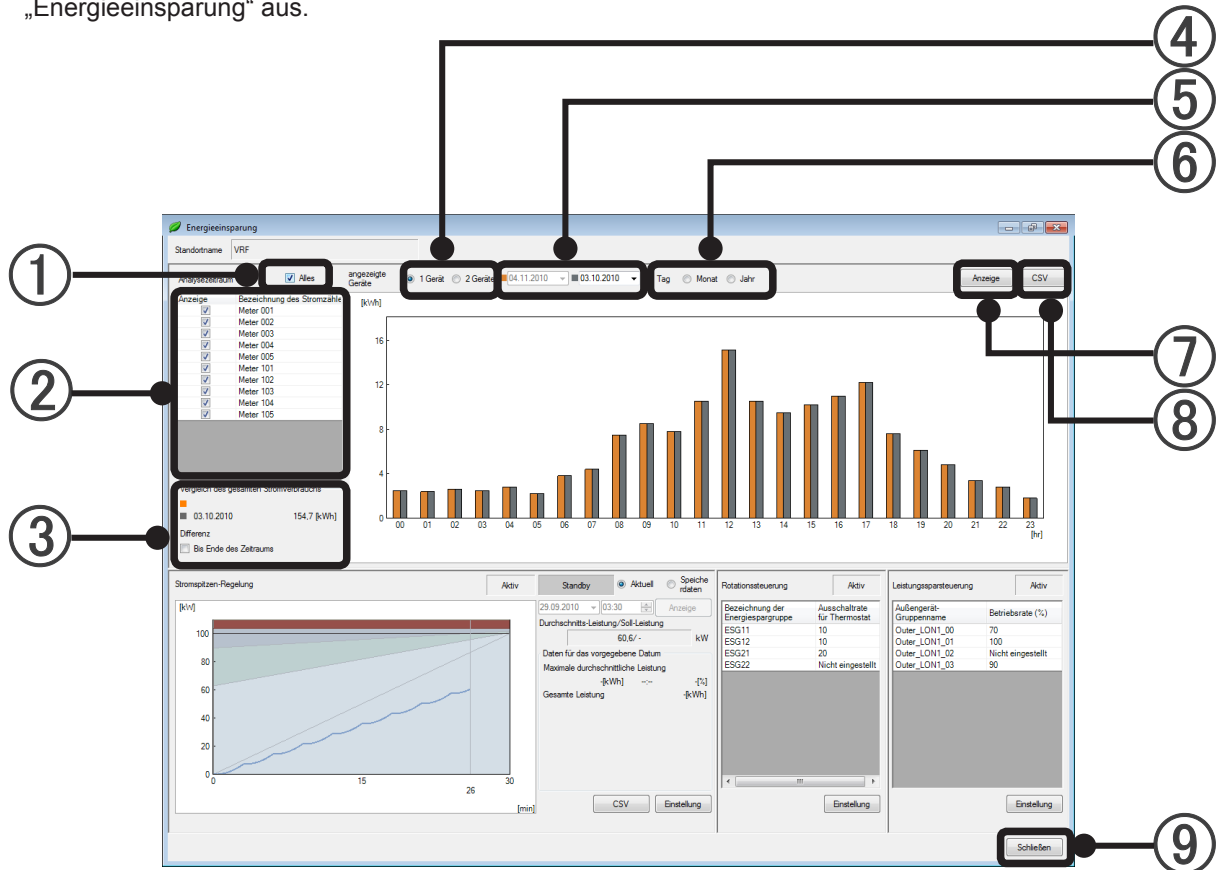 „Energieeinsparung“ aus.
④
⑤
⑥
Energieeinsparung
Standortname VRF
①
Analysezeitraum Alles angezeigte Geräte 1 Gerät 2 Geräte 04.11.2010 03.10.2010 Tag Monat Jahr Anzeige CSV
Anzeige Bezeichnung des Stromzähle
Meter 001
Meter 002
Meter 003
Meter 004
Meter 005
Meter 101
Meter 102
Meter 103
Meter 104
Meter 105
②
[kWh]
16
12
8
4
0
00 01 02 03 04 05 06 07 08 09 10 11 12 13 14 15 16 17 18 19 20 21 22 23
[hr]
⑦
⑧
③
Vergleich des gesamten Stromverbrauchs
03.10.2010 154,7 [kWh]
Differenz
Bis Ende des Zeitraums
Stromspitzen-Regelung Aktiv
[kW]
100
80
60
40
20
0
0 15 26 30
[min]
Standby Aktuell Speiche
rdaten
29.09.2010 03:30 Anzeige
Durchschnitts-Leistung/Soll-Leistung
60,6/ - kW
Daten für das vorgegebene Datum
Maximale durchschnittliche Leistung
-[kWh] --:-- -[%]
Gesamte Leistung -[kWh]
CSV Einstellung
Rotationssteuerung Aktiv
Bezeichnung der Ausschaltrate
Energiespargruppe für Thermostat
ESG11 10
ESG12 10
ESG21 20
ESG22 Nicht eingestellt
Einstellung
Leistungssparsteuerung Aktiv
Außengerät-
Gruppenname Betriebsrate (%)
Outer_LON1_00 70
Outer_LON1_01 100
Outer_LON1_02 Nicht eingestellt
Outer_LON1_03 90
Einstellung
Schließen
⑨